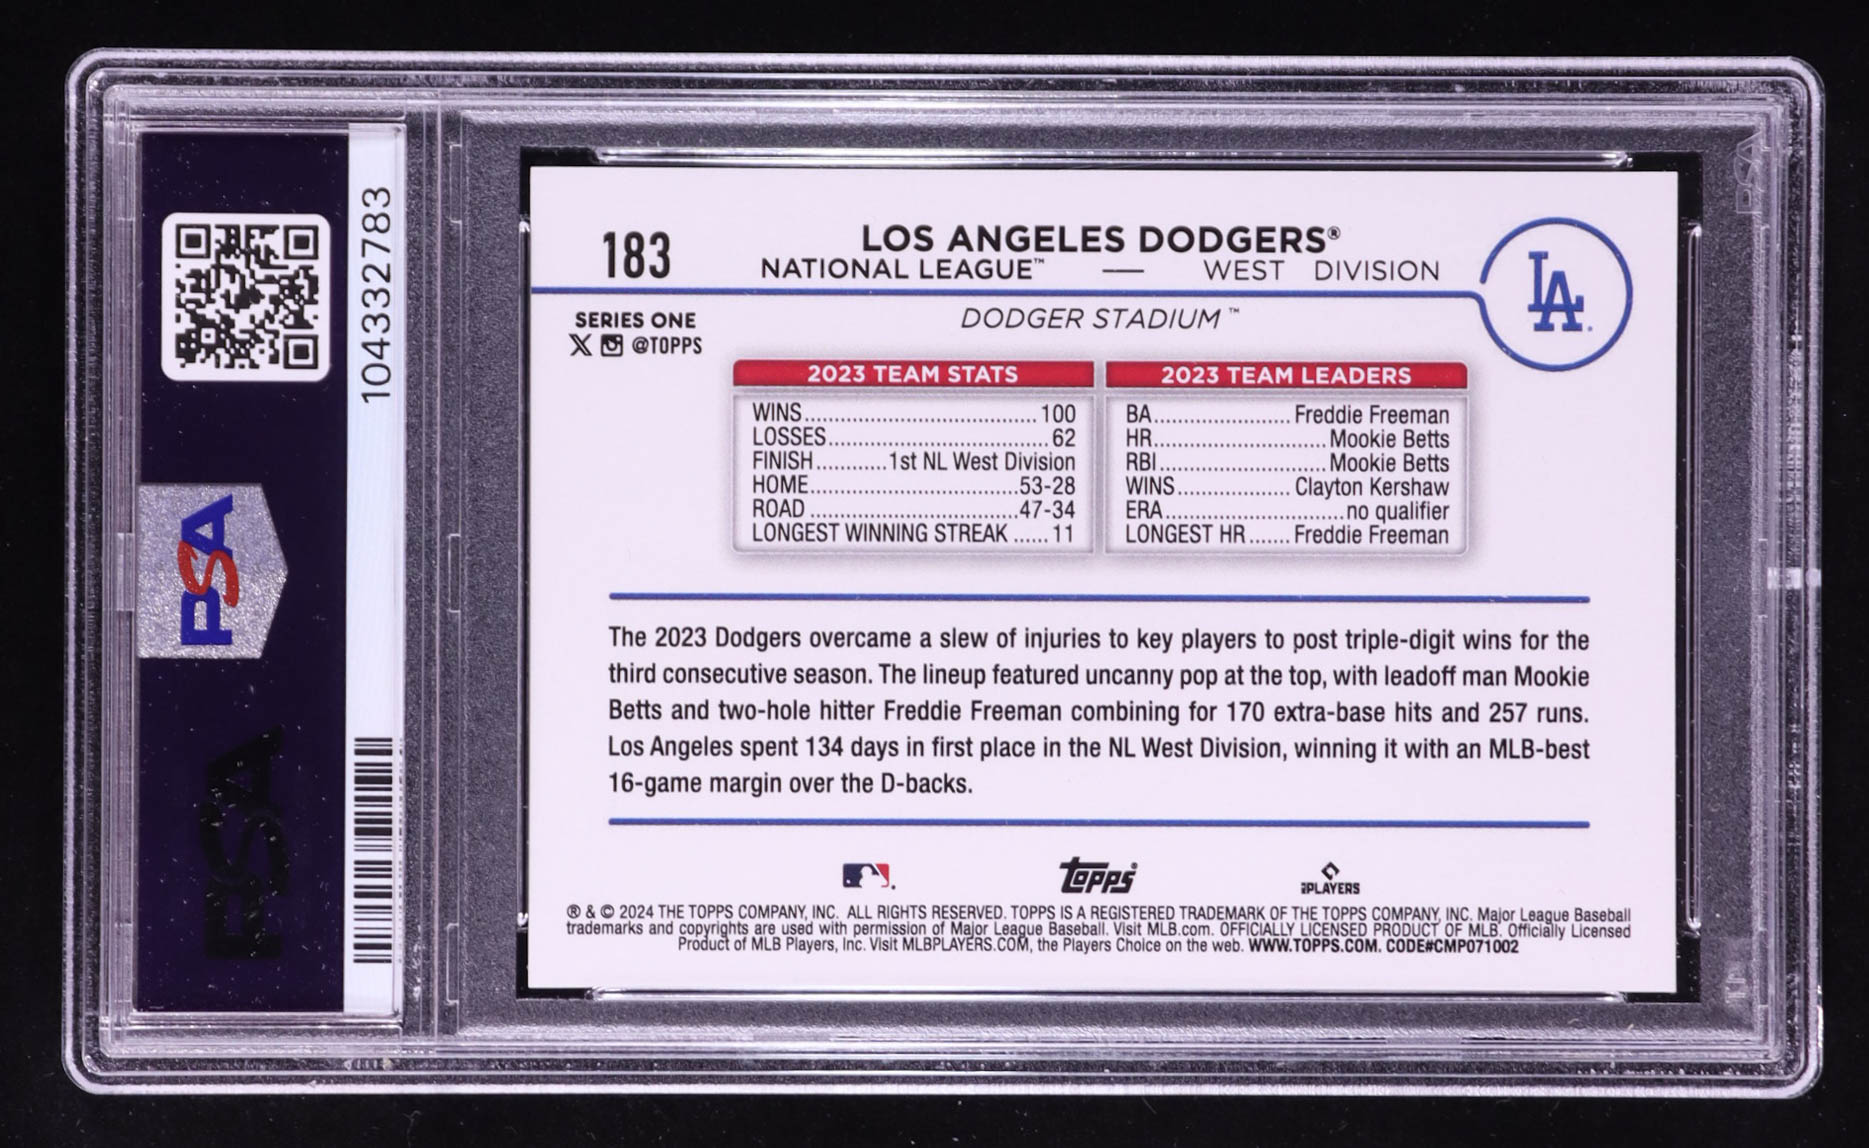 104332783
PSA
PSA
PSA
183
LOS ANGELES DODGERS®
NATIONAL LEAGUE™ — WEST DIVISION
LA
SERIES ONE
X @TOPPS
DODGER STADIUM™
2023 TEAM STATS
WINS....................................100
LOSSES...................................62
FINISH............1st NL West Division
HOME.................................53-28
ROAD..................................47-34
LONGEST WINNING STREAK ......11
2023 TEAM LEADERS
BA......................Freddie Freeman
HR...........................Mookie Betts
RBI..........................Mookie Betts
WINS.................. Clayton Kershaw
ERA.............................no qualifier
LONGEST HR.......Freddie Freeman
The 2023 Dodgers overcame a slew of injuries to key players to post triple-digit wins for the
third consecutive season. The lineup featured uncanny pop at the top, with leadoff man Mookie
Betts and two-hole hitter Freddie Freeman combining for 170 extra-base hits and 257 runs.
Los Angeles spent 134 days in first place in the NL West Division, winning it with an MLB-best
16-game margin over the D-backs.
Topps®
PLAYERS
® & © 2024 THE TOPPS COMPANY, INC. ALL RIGHTS RESERVED. TOPPS IS A REGISTERED TRADEMARK OF THE TOPPS COMPANY, INC. Major League Baseball
trademarks and copyrights are used with permission of Major League Baseball. Visit MLB.com. OFFICIALLY LICENSED PRODUCT OF MLB. Officially Licensed
Product of MLB Players, Inc. Visit MLBPLAYERS.COM, the Players Choice on the web. WWW.TOPPS.COM. CODE#CMP071002